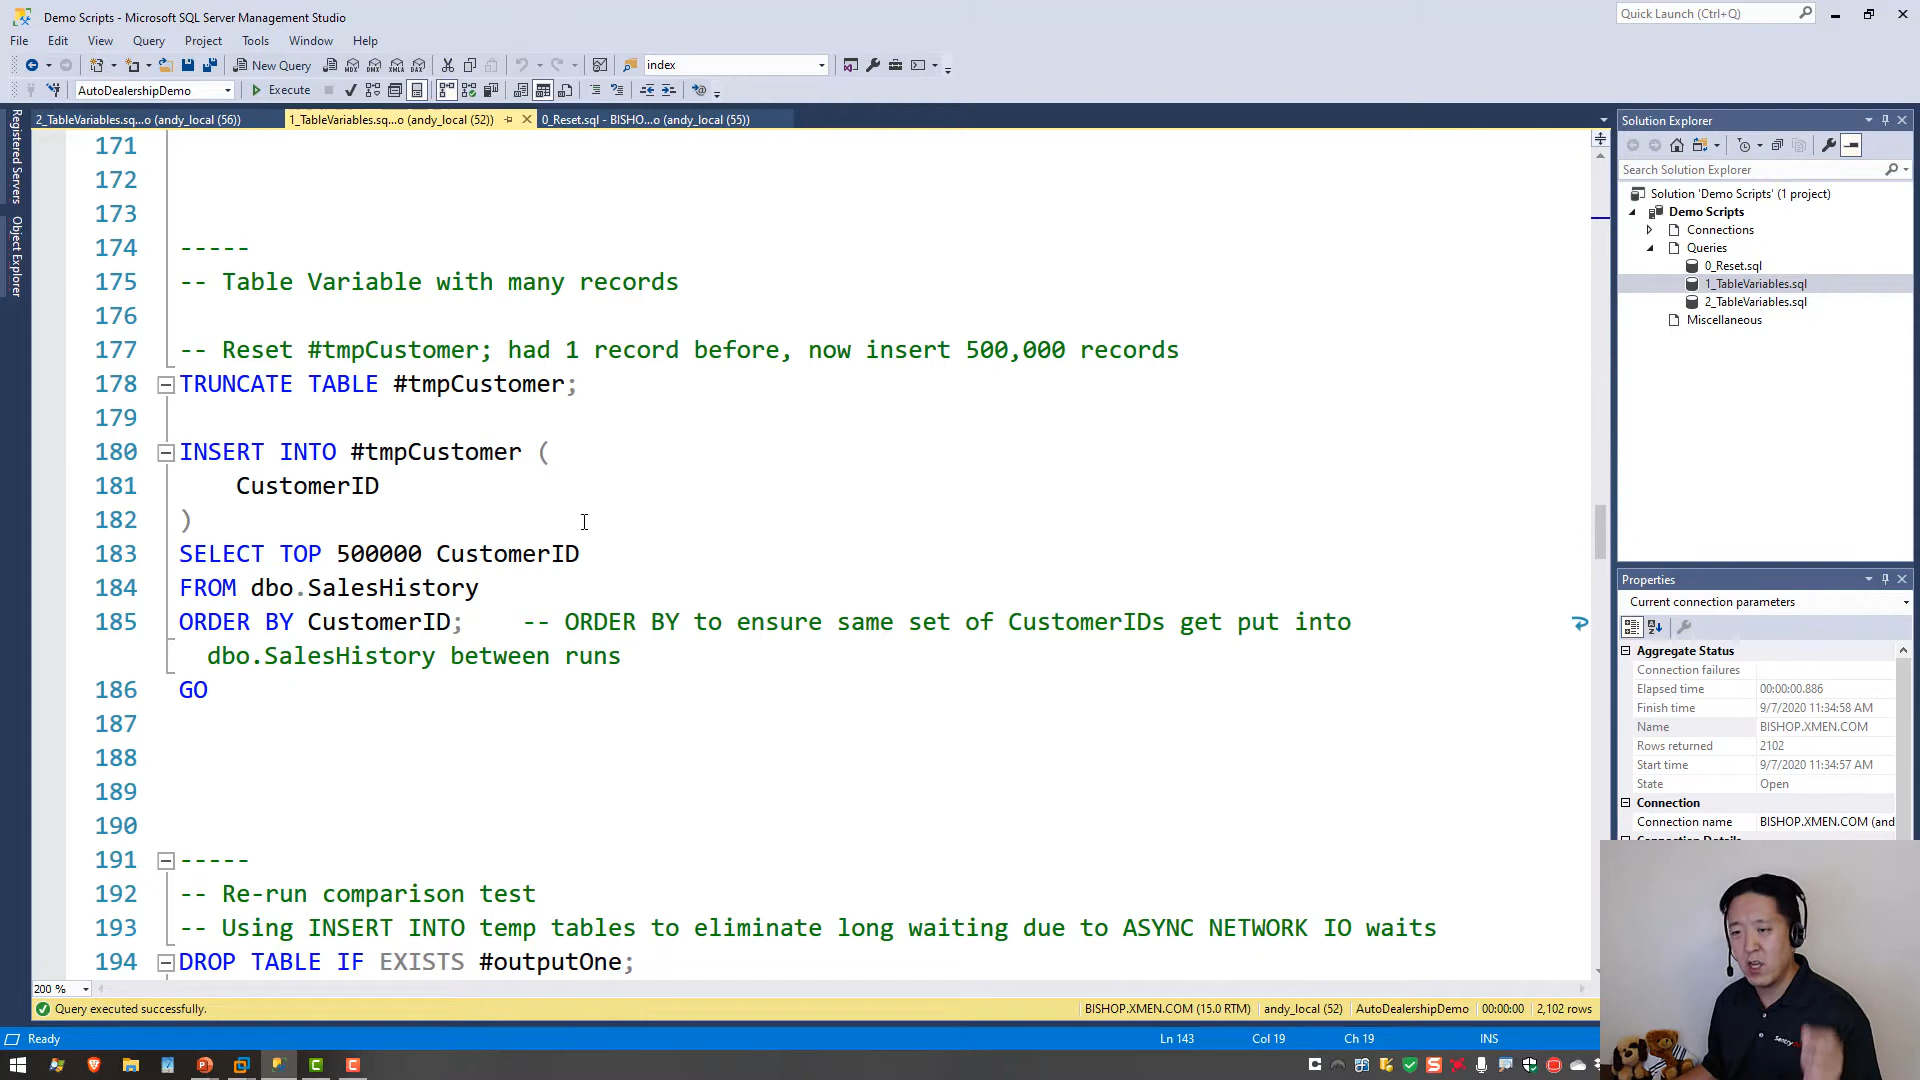 Demo Scripts - Microsoft SQL Server Management Studio
Quick Launch (Ctrl+Q)
File Edit View Query Project Tools Window Help
New Query
index
AutoDealershipDemo
Execute
2_TableVariables.sq...o (andy_local (56))
1_TableVariables.sq...o (andy_local (52))
0_Reset.sql - BISHO...o (andy_local (55))
Registered Servers
Object Explorer
171
172
173
174 -----
175 -- Table Variable with many records
176
177 -- Reset #tmpCustomer; had 1 record before, now insert 500,000 records
178 TRUNCATE TABLE #tmpCustomer;
179
180 INSERT INTO #tmpCustomer (
181 CustomerID
182 )
183 SELECT TOP 500000 CustomerID
184 FROM dbo.SalesHistory
185 ORDER BY CustomerID; -- ORDER BY to ensure same set of CustomerIDs get put into
dbo.SalesHistory between runs
186 GO
187
188
189
190
191 -----
192 -- Re-run comparison test
193 -- Using INSERT INTO temp tables to eliminate long waiting due to ASYNC NETWORK IO waits
194 DROP TABLE IF EXISTS #outputOne;
200 %
Query executed successfully.
BISHOP.XMEN.COM (15.0 RTM) andy_local (52) AutoDealershipDemo 00:00:00 2,102 rows
Ready
Ln 143 Col 19 Ch 19 INS
Solution Explorer
Search Solution Explorer
Solution 'Demo Scripts' (1 project)
Demo Scripts
Connections
Queries
0_Reset.sql
1_TableVariables.sql
2_TableVariables.sql
Miscellaneous
Properties
Current connection parameters
Aggregate Status
Connection failures
Elapsed time 00:00:00.886
Finish time 9/7/2020 11:34:58 AM
Name BISHOP.XMEN.COM
Rows returned 2102
Start time 9/7/2020 11:34:57 AM
State Open
Connection
Connection name BISHOP.XMEN.COM (and